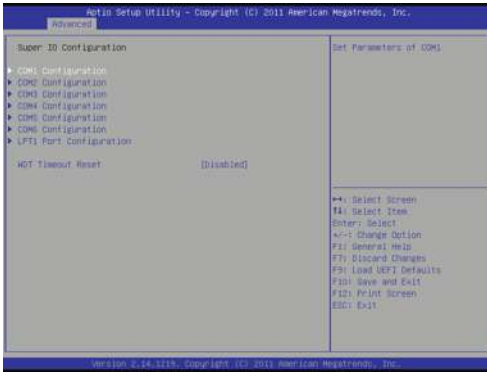 Aptio Setup Utility - Copyright (C) 2011 American Megatrends, Inc.
Advanced
Super IO Configuration
COM1 Configuration
COM2 Configuration
COM3 Configuration
COM4 Configuration
COM5 Configuration
COM6 Configuration
LPT1 Port Configuration
WDT Timeout Reset [Disabled]
Set Parameters of COM1
↔: Select Screen
↑↓: Select Item
Enter: Select
+/-: Change Option
F1: General Help
F7: Discard Changes
F9: Load UEFI Defaults
F10: Save and Exit
F12: Print Screen
ESC: Exit
Version 2.14.1219. Copyright (C) 2011 American Megatrends, Inc.